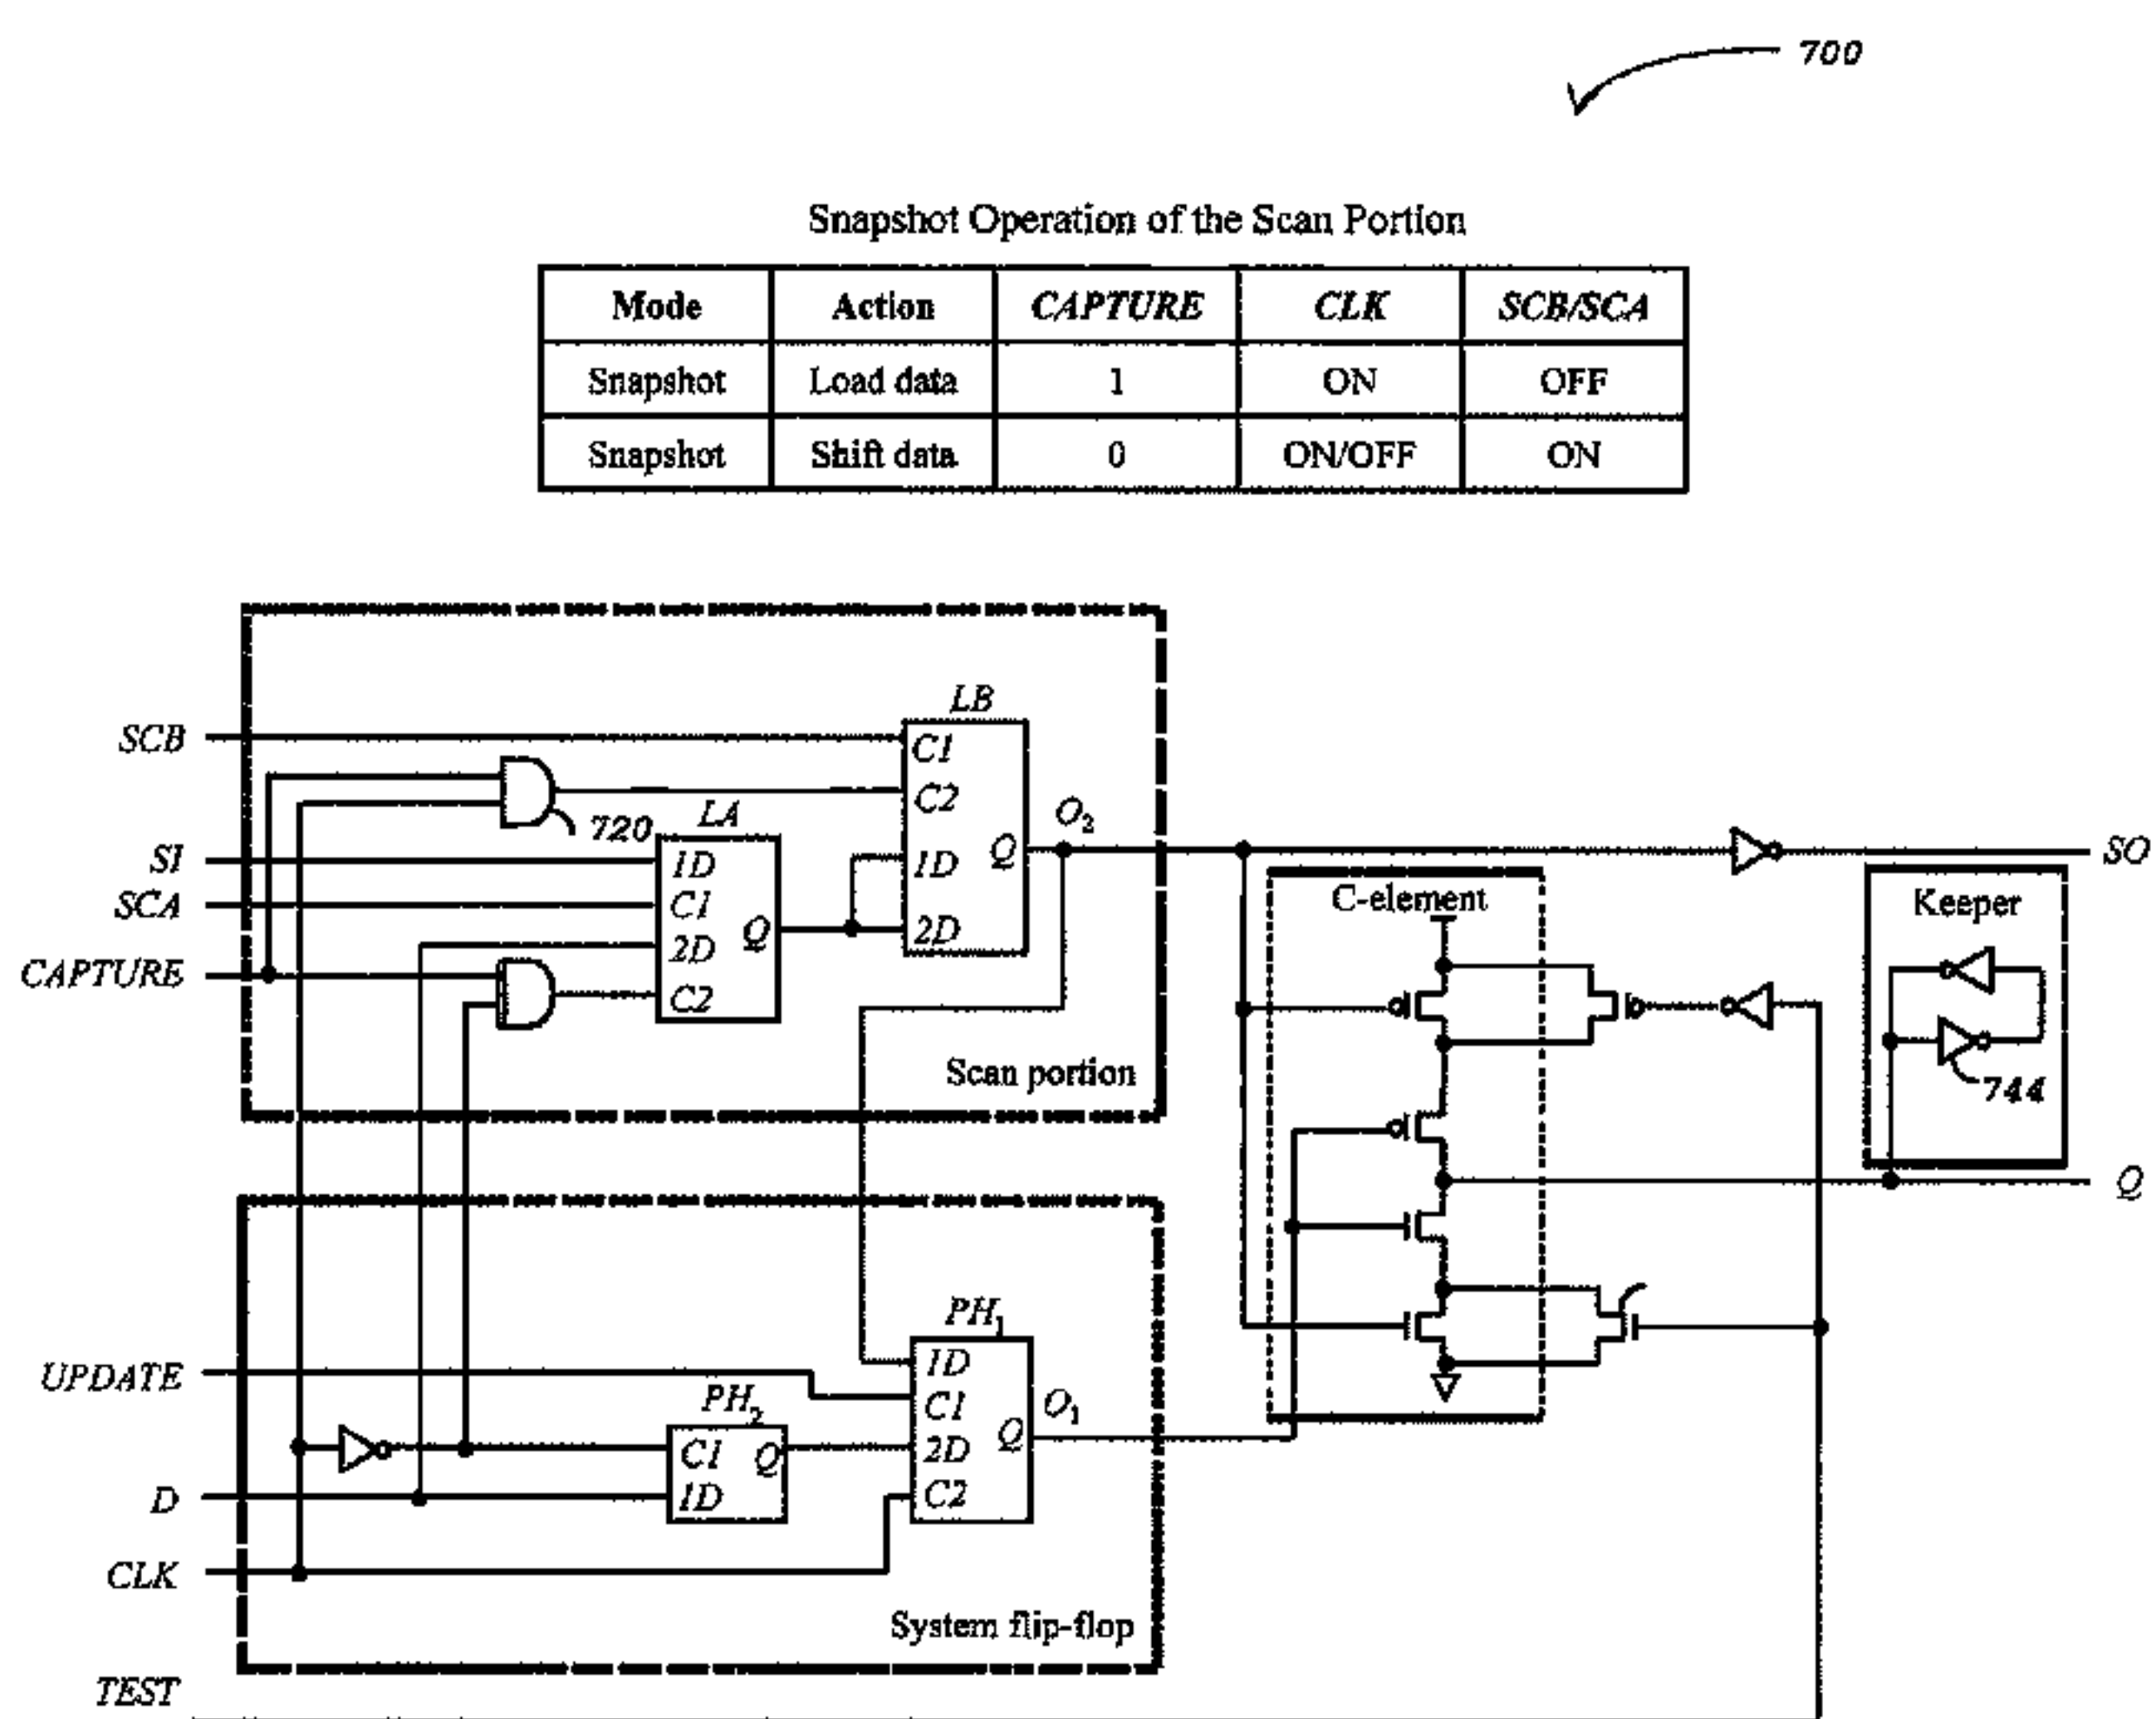 700
Snapshot Operation of the Scan Portion
Mode Action CAPTURE CLK SCB/SCA
Snapshot Load data 1 ON OFF
Snapshot Shift data 0 ON/OFF ON
LB
SCB
C1
C2
LA
720
O2
SI
1D
1D
Q
SO
SCA
C1
C-element
Keeper
2D
Q
2D
CAPTURE
C2
Scan portion
744
Q
PH1
UPDATE
1D
PH2
C1
O1
C1
Q
2D
Q
D
1D
C2
CLK
System flip-flop
TEST